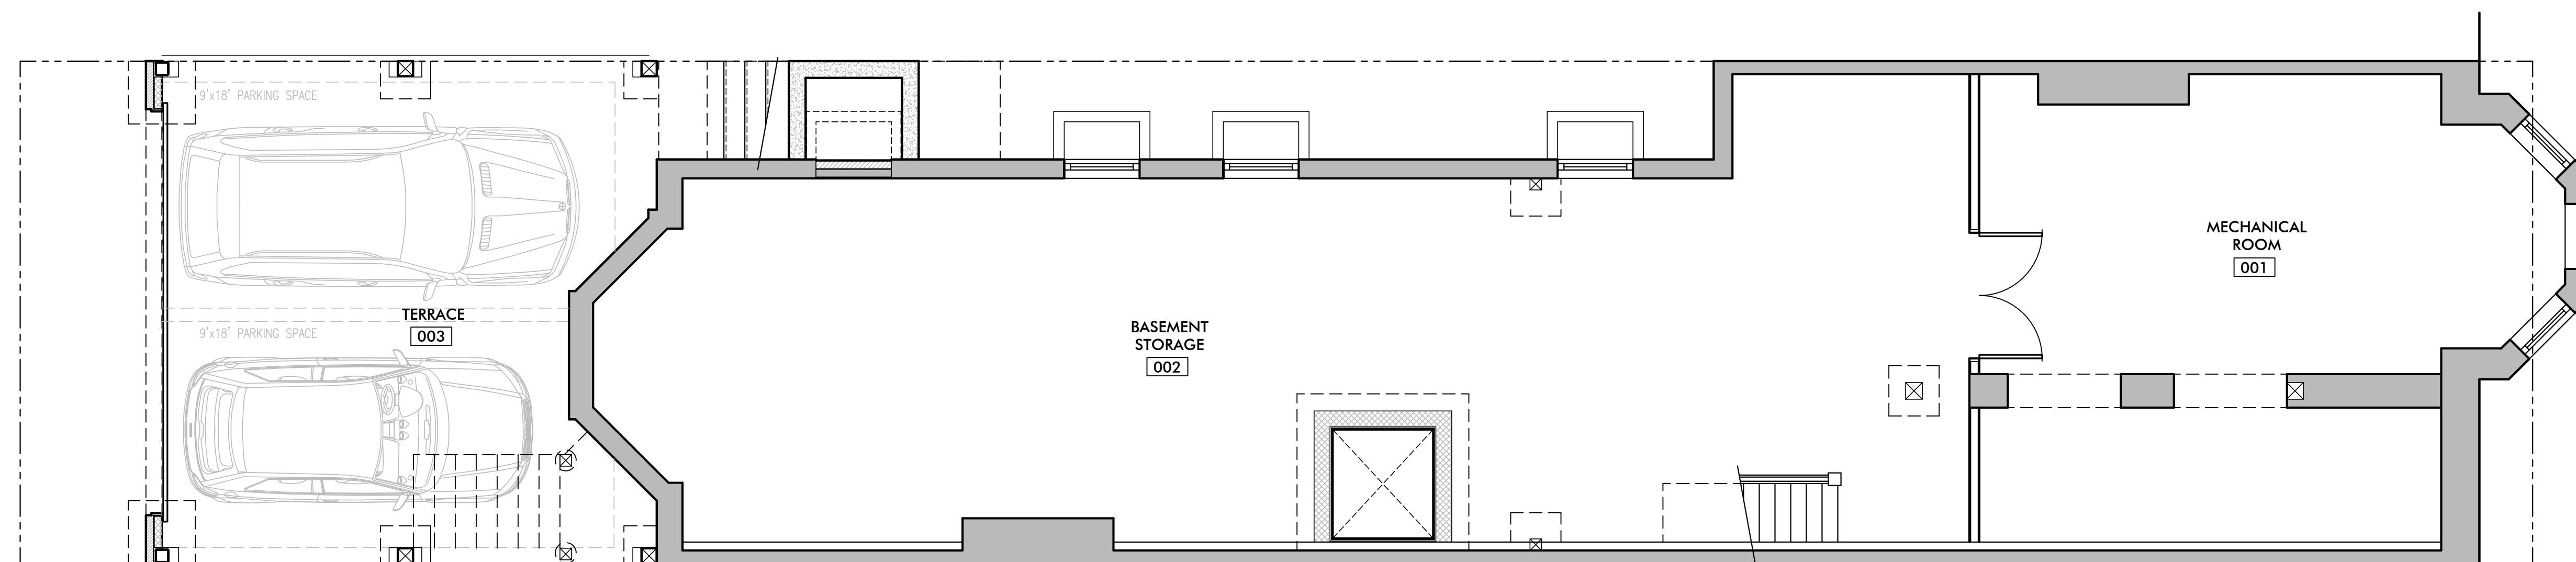 9'x18' PARKING SPACE
TERRACE
003
9'x18' PARKING SPACE
BASEMENT
STORAGE
002
MECHANICAL
ROOM
001